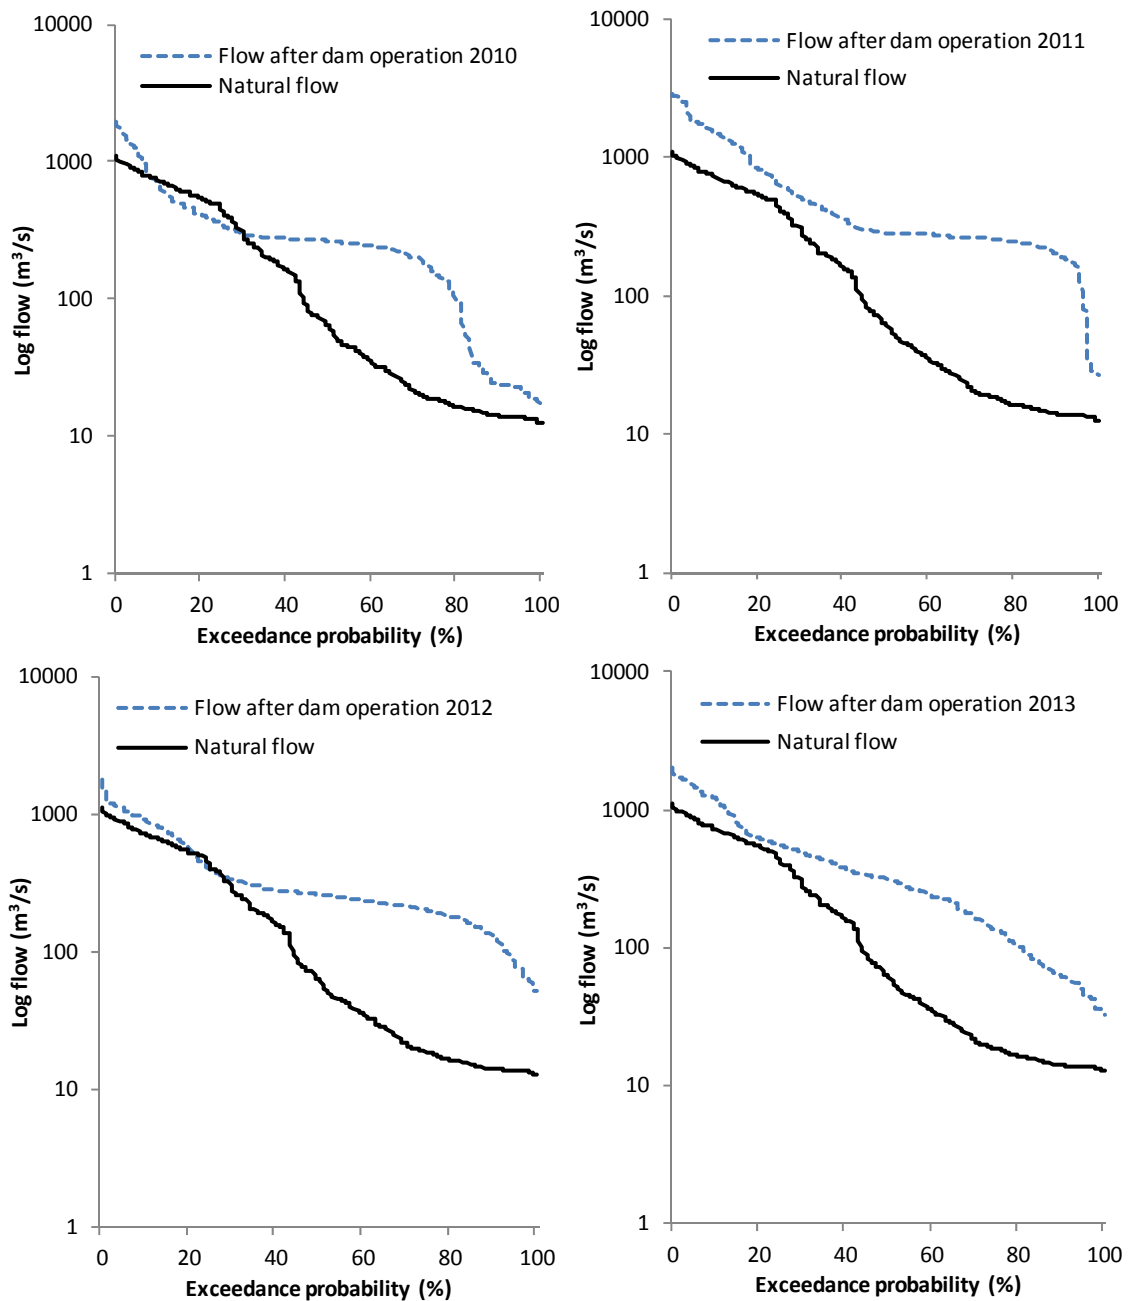 10000
1000
100
10
1
Log flow (m³/s)
Flow after dam operation 2010
Natural flow
0 20 40 60 80 100
Exceedance probability (%)
10000
1000
100
10
1
Log flow (m³/s)
Flow after dam operation 2011
Natural flow
0 20 40 60 80 100
Exceedance probability (%)
10000
1000
100
10
1
Log flow (m³/s)
Flow after dam operation 2012
Natural flow
0 20 40 60 80 100
Exceedance probability (%)
10000
1000
100
10
1
Log flow (m³/s)
Flow after dam operation 2013
Natural flow
0 20 40 60 80 100
Exceedance probability (%)